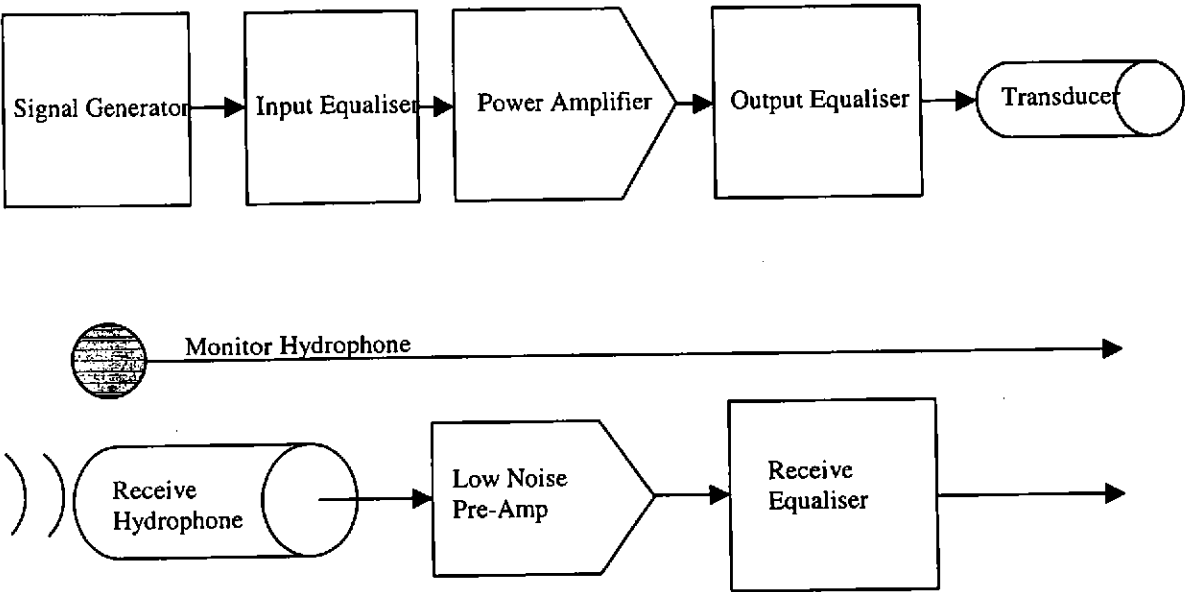 Signal Generator
Input Equaliser
Power Amplifier
Output Equaliser
Transducer
Monitor Hydrophone
Receive
Hydrophone
Low Noise
Pre-Amp
Receive
Equaliser